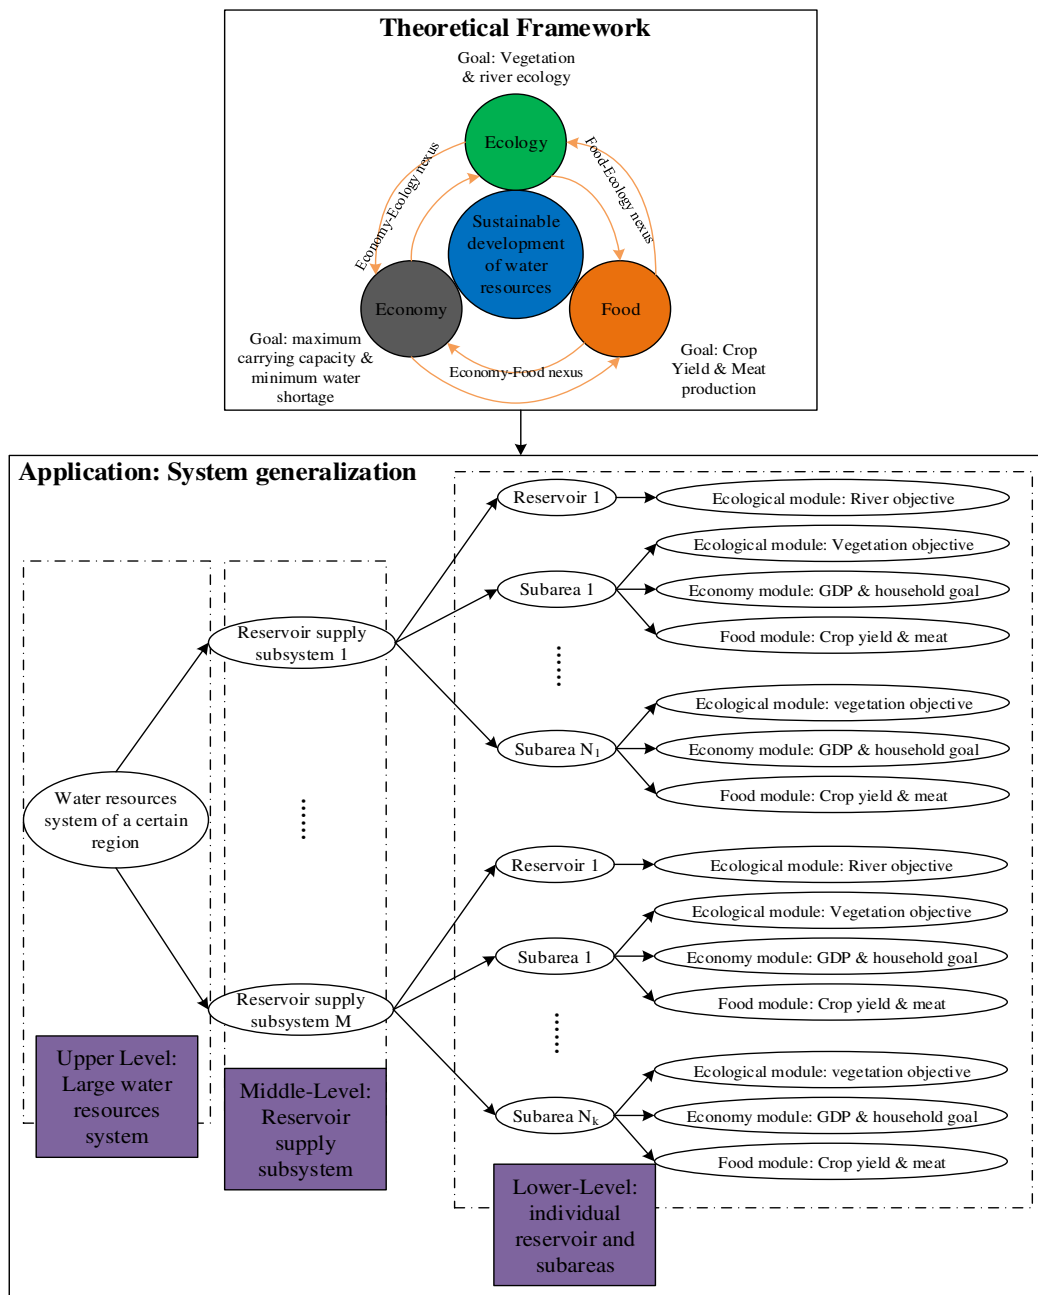 Theoretical Framework
Goal: Vegetation
& river ecology
Ecology
Economy-Ecology nexus
Food-Ecology nexus
Sustainable
development
of water
resources
Economy
Food
Goal: maximum
carrying capacity &
minimum water
shortage
Economy-Food nexus
Goal: Crop
Yield & Meat
production
Application: System generalization
Reservoir 1
Ecological module: River objective
Ecological module: Vegetation objective
Subarea 1
Economy module: GDP & household goal
Food module: Crop yield & meat
Reservoir supply
subsystem 1
......
Ecological module: vegetation objective
Subarea N1
Economy module: GDP & household goal
Food module: Crop yield & meat
Water resources
system of a certain
region
......
Reservoir 1
Ecological module: River objective
Ecological module: Vegetation objective
Subarea 1
Economy module: GDP & household goal
Food module: Crop yield & meat
Reservoir supply
subsystem M
......
Ecological module: vegetation objective
Subarea Nk
Economy module: GDP & household goal
Food module: Crop yield & meat
Upper Level:
Large water
resources
system
Middle-Level:
Reservoir
supply
subsystem
Lower-Level:
individual
reservoir and
subareas